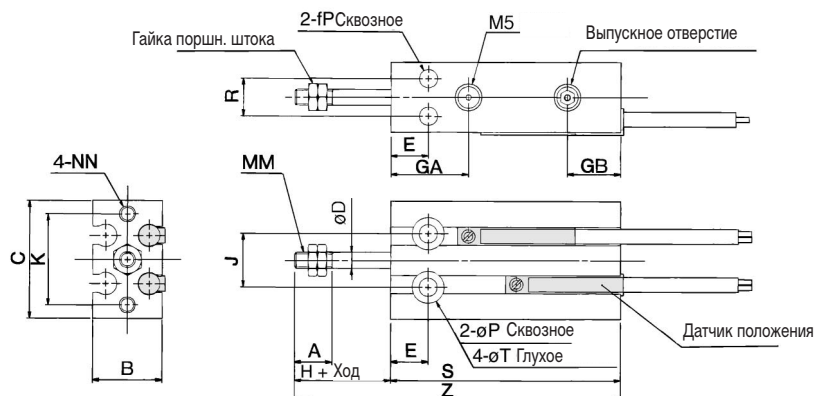 2-fPСквозное
M5
Выпускное отверстие
Гайка поршн. штока
R
E
GA
GB
4-NN
MM
øD
C
K
J
B
A
E
2-øP Сквозное
4-øT Глухое
Датчик положения
H + Ход
S
Z